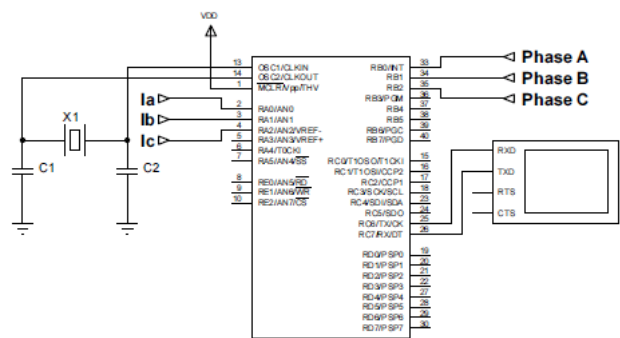 VDD
13 OSC1/CLKIN RB0/INT 33 Phase A
14 OSC2/CLKOUT RB1 34 Phase B
1 MCLR/Vpp/THV RB2 35 Phase C
RB3/PGM 36
Ia 2 RA0/AN0 RB4 37
Ib 3 RA1/AN1 RB5 38
Ic 4 RA2/AN2/VREF- RB6/PGC 39
5 RA3/AN3/VREF+ RB7/PGD 40
6 RA4/T0CKI
7 RA5/AN4/SS RC0/T1OSO/T1CKI 15
RC1/T1OSI/CCP2 16
8 RE0/AN5/RD RC2/CCP1 17
9 RE1/AN6/WR RC3/SCK/SCL 18
10 RE2/AN7/CS RC4/SDI/SDA 23
RC5/SDO 24
RC6/TX/CK 25
RC7/RX/DT 26
RD0/PSP0 19
RD1/PSP1 20
RD2/PSP2 21
RD3/PSP3 22
RD4/PSP4 27
RD5/PSP5 28
RD6/PSP6 29
RD7/PSP7 30
X1
C1
C2
RXD
TXD
RTS
CTS